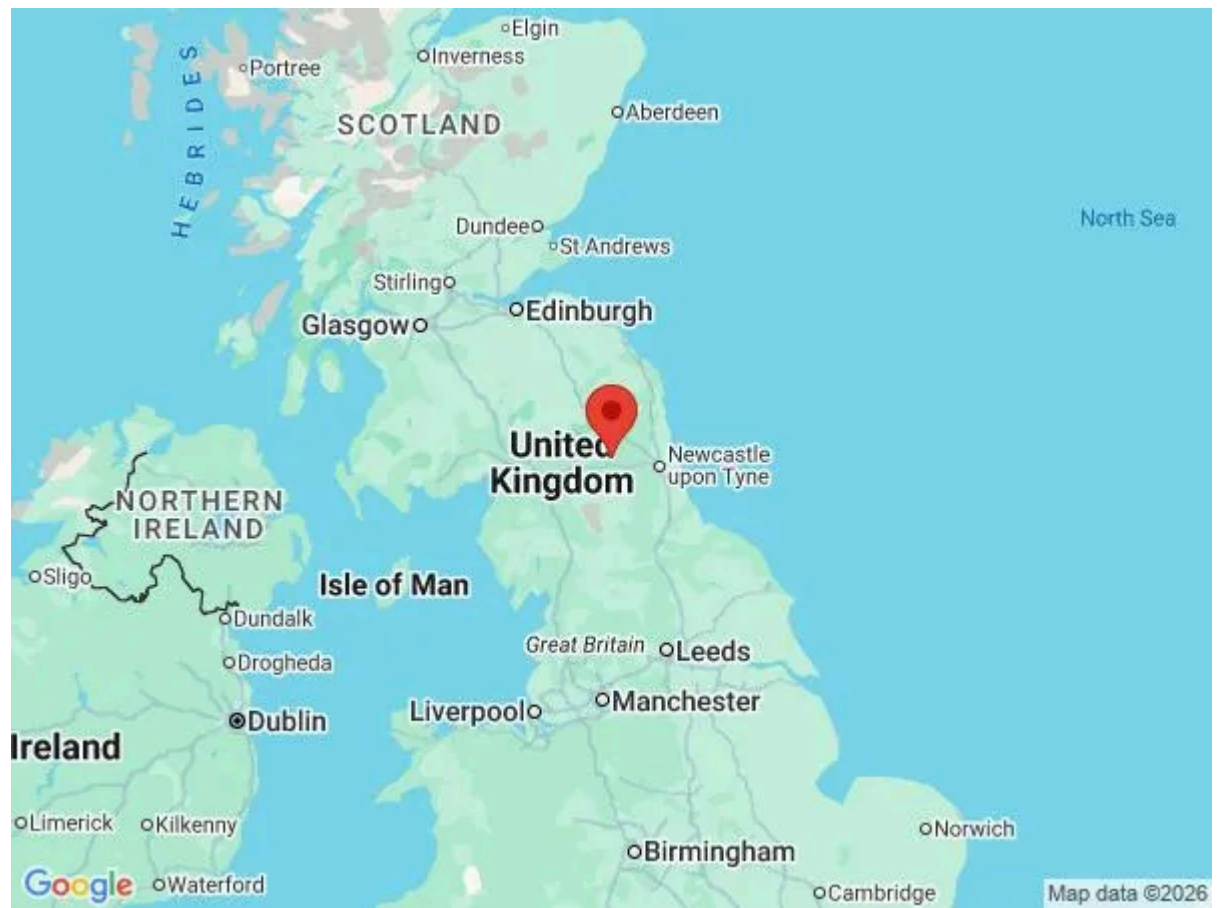 Elgin
Inverness
Portree
HEBRIDES
SCOTLAND
Aberdeen
North Sea
Dundee
St Andrews
Stirling
Edinburgh
Glasgow
United
Kingdom
Newcastle
upon Tyne
NORTHERN
IRELAND
Sligo
Isle of Man
Dundalk
Great Britain
Leeds
Drogheda
Manchester
Liverpool
Dublin
Ireland
Limerick
Kilkenny
Norwich
Birmingham
Google
Waterford
Cambridge
Map data ©2026